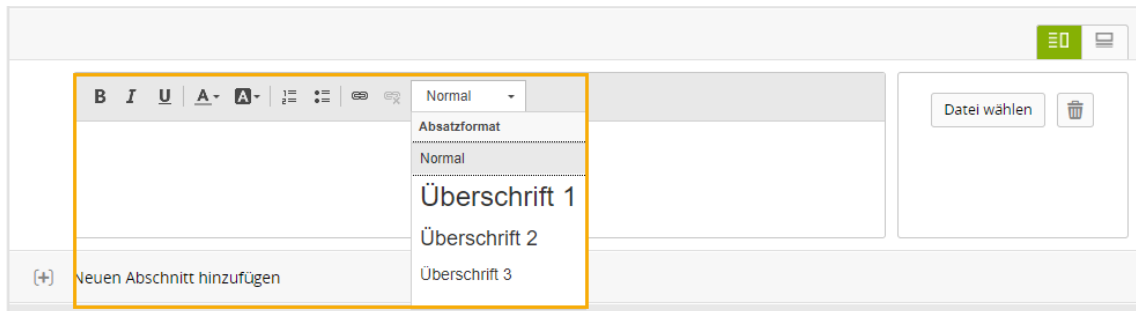 B I U A A Normal
Datei wählen
Absatzformat
Normal
Überschrift 1
Überschrift 2
Überschrift 3
Neuen Abschnitt hinzufügen